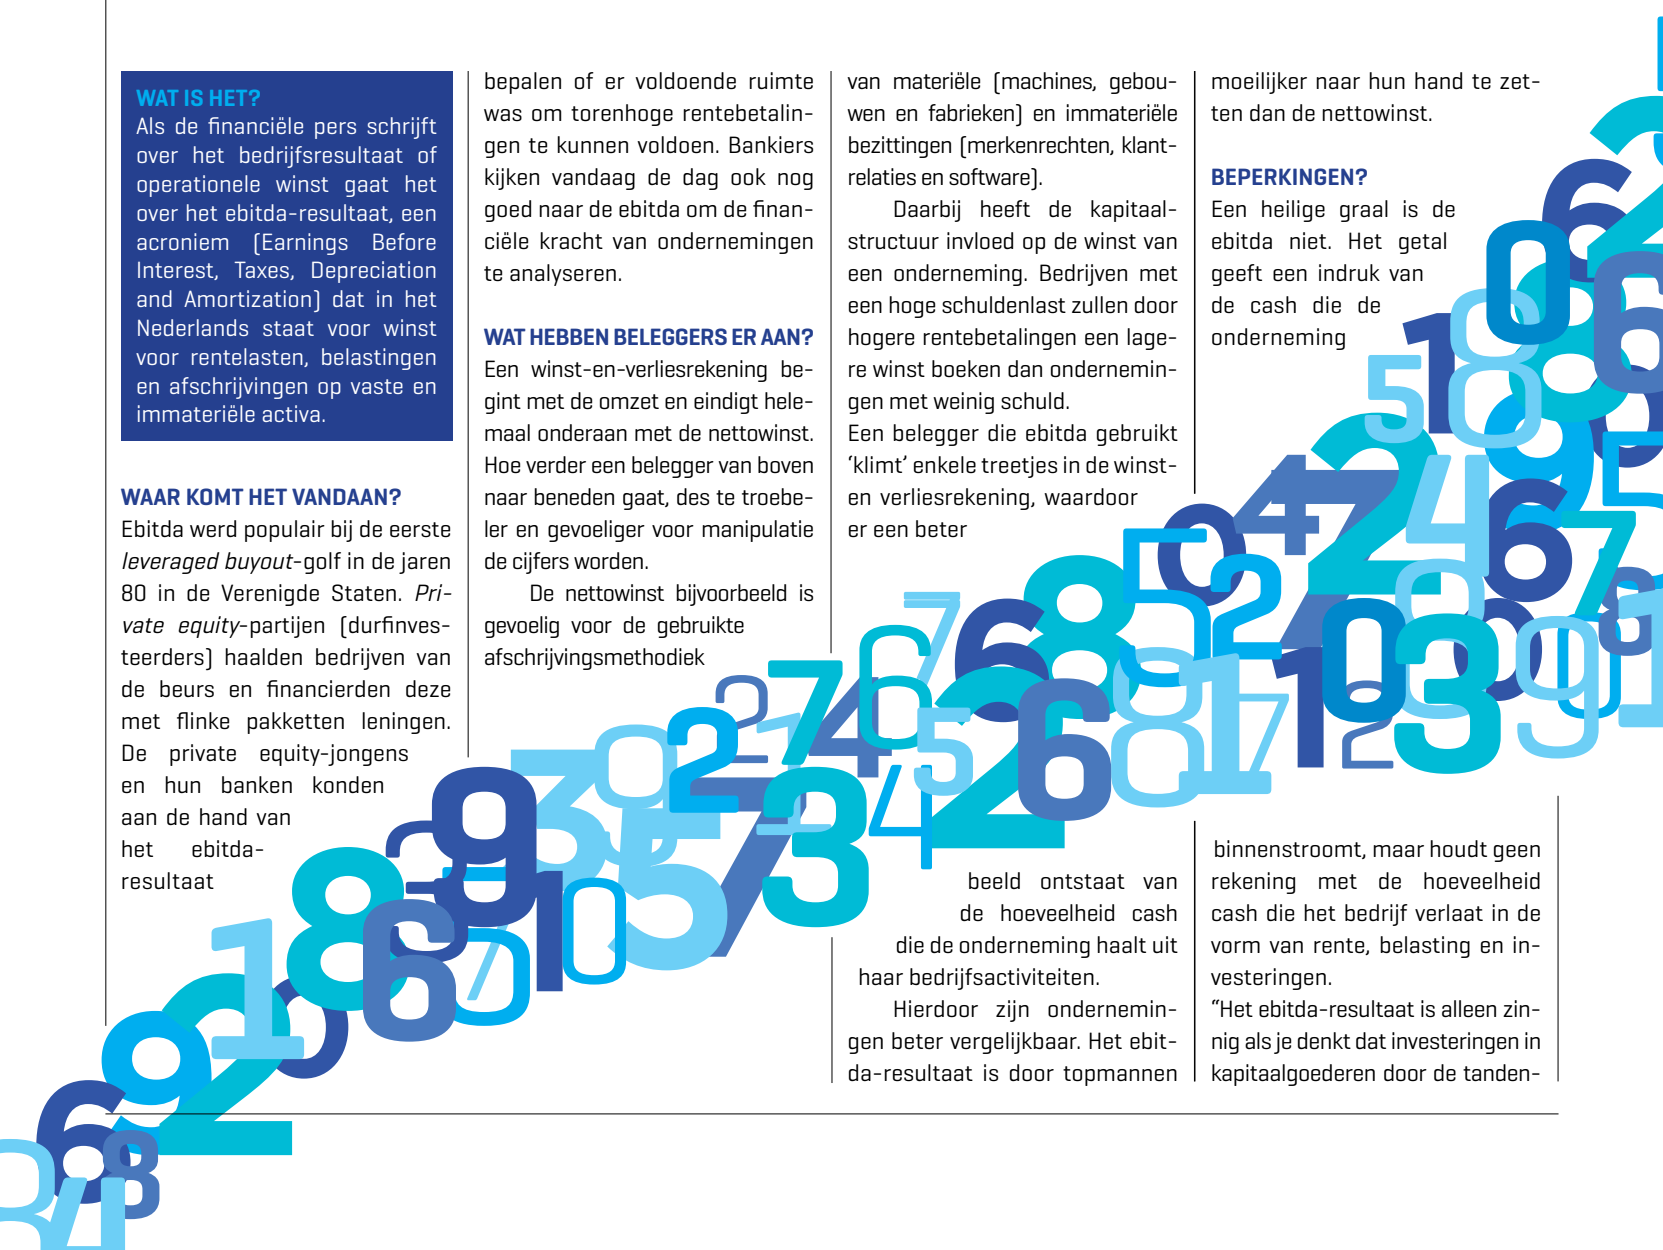 WAT IS HET?
Als de financiële pers schrijft
over het bedrijfsresultaat of
operationele winst gaat het
over het ebitda-resultaat, een
acroniem (Earnings Before
Interest, Taxes, Depreciation
and Amortization) dat in het
Nederlands staat voor winst
voor rentelasten, belastingen
en afschrijvingen op vaste en
immateriële activa.
WAAR KOMT HET VANDAAN?
Ebitda werd populair bij de eerste
leveraged buyout-golf in de jaren
80 in de Verenigde Staten. Pri-
vate equity-partijen (durfinves-
teerders) haalden bedrijven van
de beurs en financierden deze
met flinke pakketten leningen.
De private equity-jongens
en hun banken konden
aan de hand van
het ebitda-
resultaat
bepalen of er voldoende ruimte
was om torenhoge rentebetalin-
gen te kunnen voldoen. Bankiers
kijken vandaag de dag ook nog
goed naar de ebitda om de finan-
ciële kracht van ondernemingen
te analyseren.
WAT HEBBEN BELEGGERS ER AAN?
Een winst-en-verliesrekening be-
gint met de omzet en eindigt hele-
maal onderaan met de nettowinst.
Hoe verder een belegger van boven
naar beneden gaat, des te troebe-
ler en gevoeliger voor manipulatie
de cijfers worden.
De nettowinst bijvoorbeeld is
gevoelig voor de gebruikte
afschrijvingsmethodiek
van materiële (machines, gebou-
wen en fabrieken) en immateriële
bezittingen (merkenrechten, klant-
relaties en software).
Daarbij heeft de kapitaal-
structuur invloed op de winst van
een onderneming. Bedrijven met
een hoge schuldenlast zullen door
hogere rentebetalingen een lage-
re winst boeken dan ondernemin-
gen met weinig schuld.
Een belegger die ebitda gebruikt
‘klimt’ enkele treetjes in de winst-
en verliesrekening, waardoor
er een beter
beeld ontstaat van
de hoeveelheid cash
die de onderneming haalt uit
haar bedrijfsactiviteiten.
Hierdoor zijn ondernemin-
gen beter vergelijkbaar. Het ebit-
da-resultaat is door topmannen
moeilijker naar hun hand te zet-
ten dan de nettowinst.
BEPERKINGEN?
Een heilige graal is de
ebitda niet. Het getal
geeft een indruk van
de cash die de
onderneming
binnenstroomt, maar houdt geen
rekening met de hoeveelheid
cash die het bedrijf verlaat in de
vorm van rente, belasting en in-
vesteringen.
“Het ebitda-resultaat is alleen zin-
nig als je denkt dat investeringen in
kapitaalgoederen door de tanden-